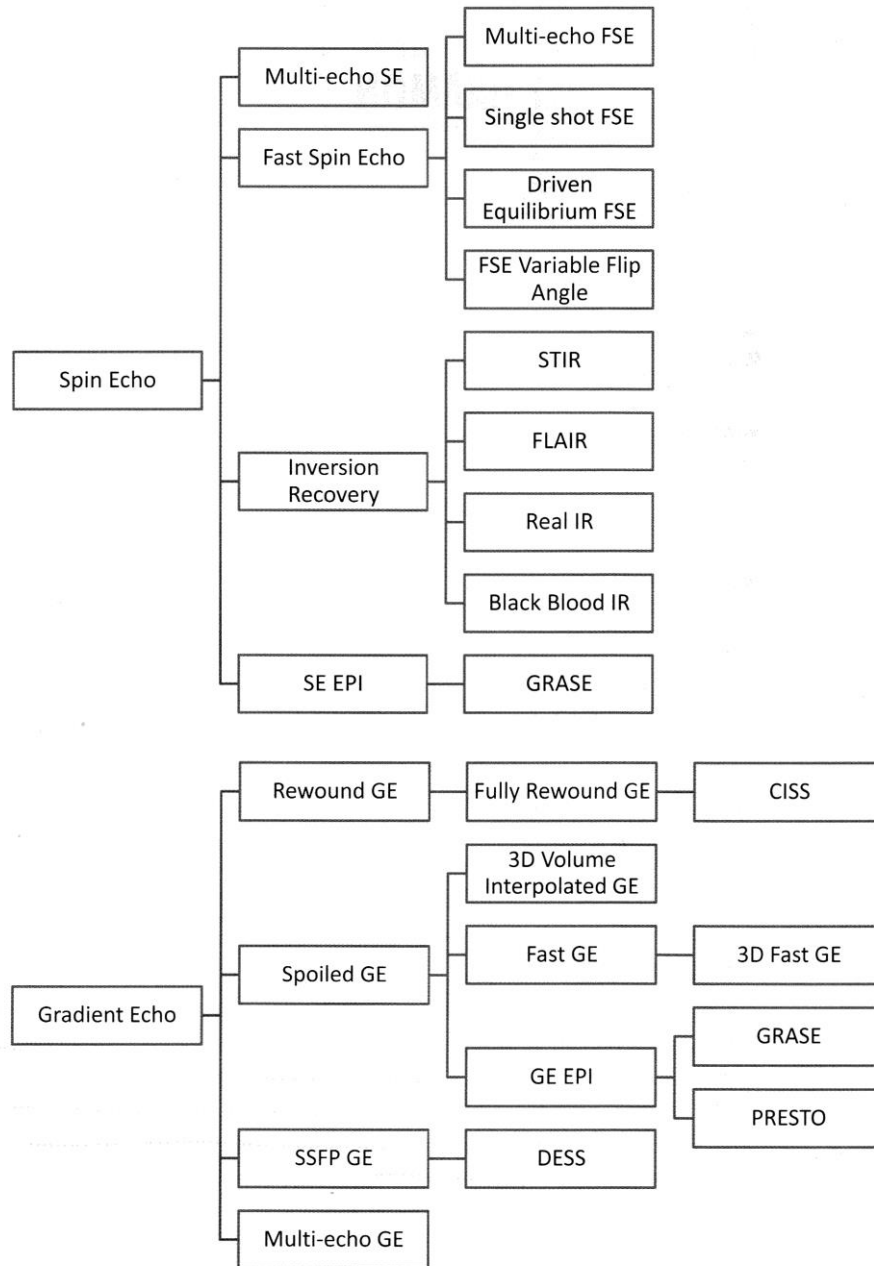 Multi-echo FSE
Multi-echo SE
Single shot FSE
Fast Spin Echo
Driven
Equilibrium FSE
FSE Variable Flip
Angle
STIR
Spin Echo
FLAIR
Inversion
Recovery
Real IR
Black Blood IR
SE EPI
GRASE
Rewound GE
Fully Rewound GE
CISS
3D Volume
Interpolated GE
Fast GE
3D Fast GE
Spoiled GE
Gradient Echo
GRASE
GE EPI
PRESTO
SSFP GE
DESS
Multi-echo GE